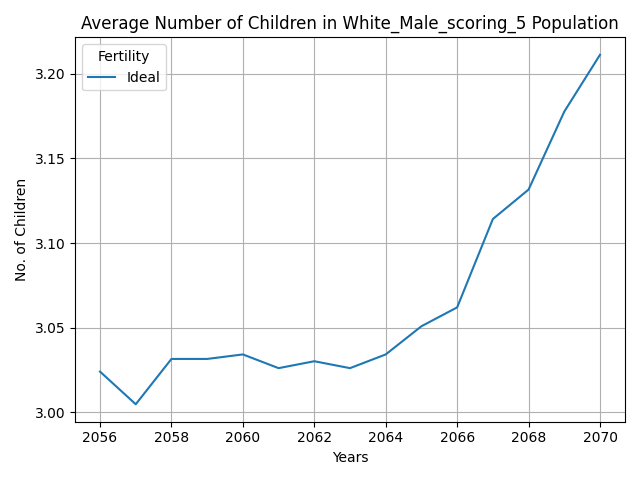 Average Number of Children in White_Male_scoring_5 Population
Fertility
Ideal
No. of Children
3.20
3.15
3.10
3.05
3.00
2056 2058 2060 2062 2064 2066 2068 2070
Years